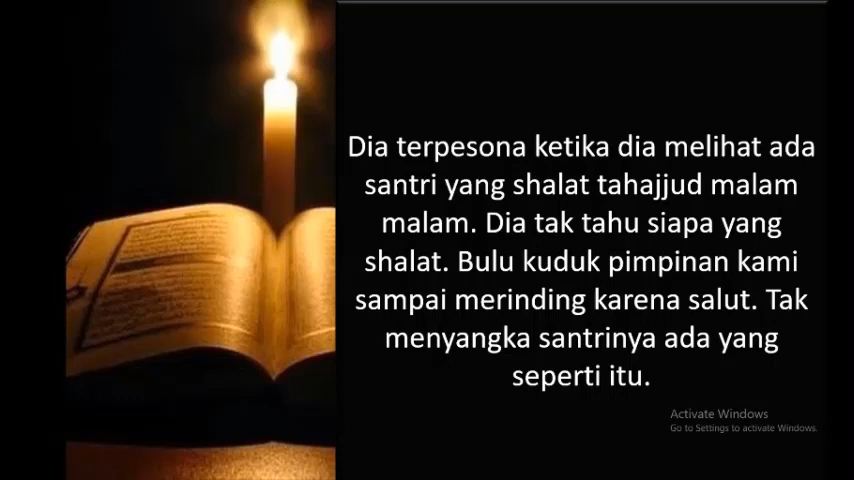 Dia terpesona ketika dia melihat ada
santri yang shalat tahajjud malam
malam. Dia tak tahu siapa yang
shalat. Bulu kuduk pimpinan kami
sampai merinding karena salut. Tak
menyangka santrinya ada yang
seperti itu.
Activate Windows
Go to Settings to activate Windows.